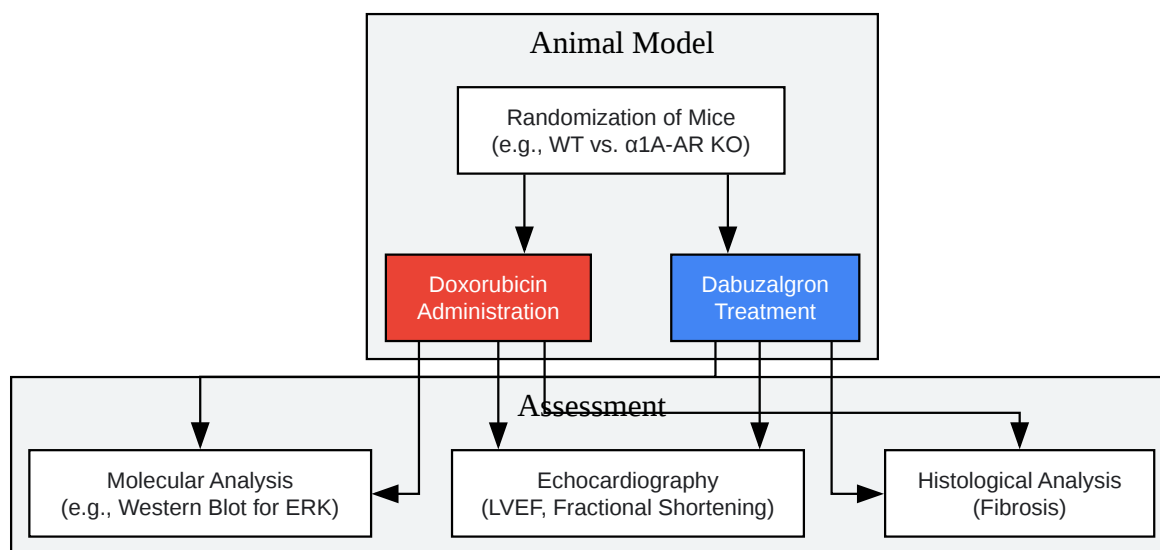 Animal Model
Randomization of Mice
(e.g., WT vs. α1A-AR KO)
Doxorubicin
Administration
Dabuzalgron
Treatment
Assessment
Molecular Analysis
(e.g., Western Blot for ERK)
Echocardiography
(LVEF, Fractional Shortening)
Histological Analysis
(Fibrosis)